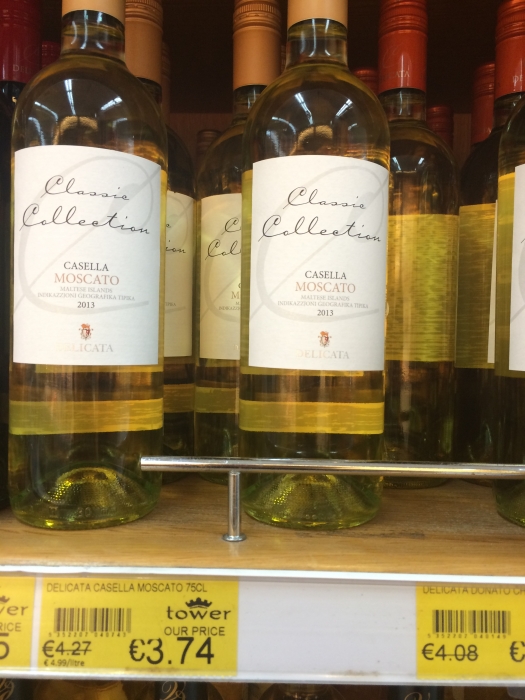 Classic
Collection
CASELLA
MOSCATO
MALTESE ISLANDS
INDIKAZZJONI GEOGRAFIKA TIPIKA
2013
DELICATA
Classic
Collection
CASELLA
MOSCATO
MALTESE ISLANDS
INDIKAZZJONI GEOGRAFIKA TIPIKA
2013
DELICATA
DELICATA CASELLA MOSCATO 75CL
tower
OUR PRICE
€4.27
€ 4.99/litre
€3.74
DELICATA DONATO
€4.08